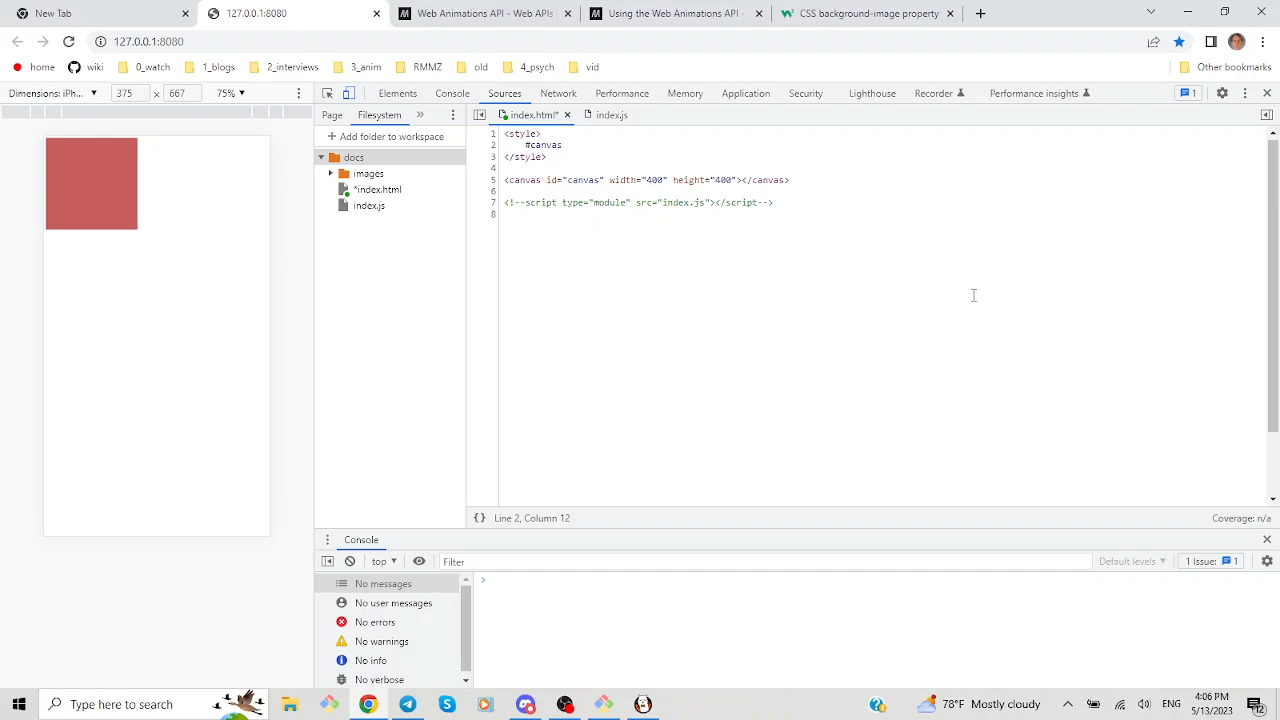 New Tab
127.0.0.1:8080
Web Animations API - Web APIs
Using the Web Animations API -
CSS background-image property
127.0.0.1:8080
home
wiki
0_watch
1_blogs
2_interviews
3_anim
RMMZ
old
4_psych
vid
Other bookmarks
Dimensions: iPh... 375 × 667 75%
Elements
Console
Sources
Network
Performance
Memory
Application
Security
Lighthouse
Recorder
Performance insights
1
Page
Filesystem
»
index.html*
index.js
+ Add folder to workspace
docs
images
*index.html
index.js
1 <style>
2 #canvas
3 </style>
4
5 <canvas id="canvas" width="400" height="400"></canvas>
6
7 <!--script type="module" src="index.js"></script-->
8
{} Line 2, Column 12
Coverage: n/a
Console
top
Filter
Default levels
1 Issue: 1
No messages
No user messages
No errors
No warnings
No info
No verbose
Type here to search
78°F Mostly cloudy
ENG
4:06 PM
5/13/2023
12